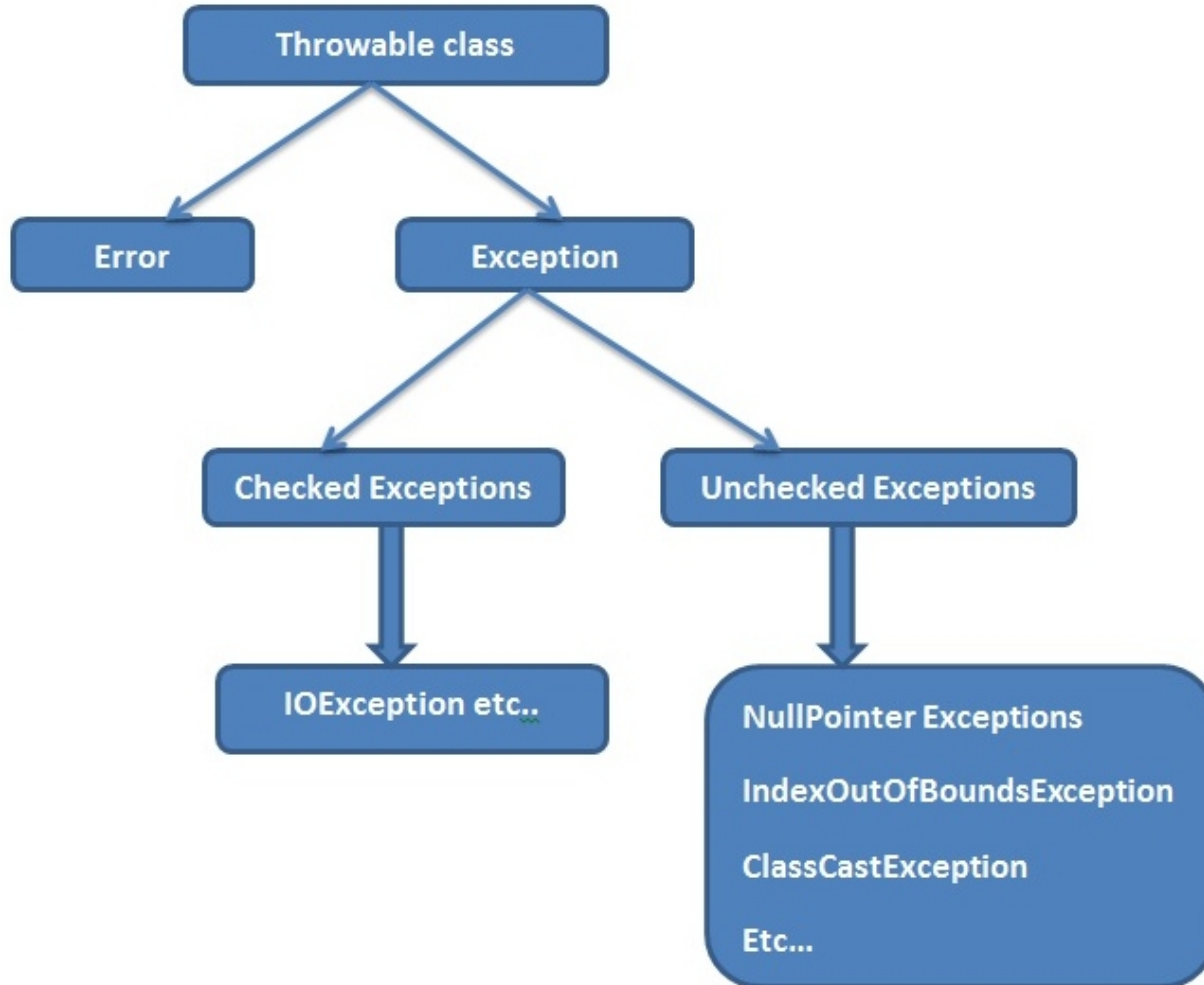 Throwable class
Error
Exception
Checked Exceptions
Unchecked Exceptions
IOException etc..
NullPointer Exceptions
IndexOutOfBoundsException
ClassCastException
Etc...